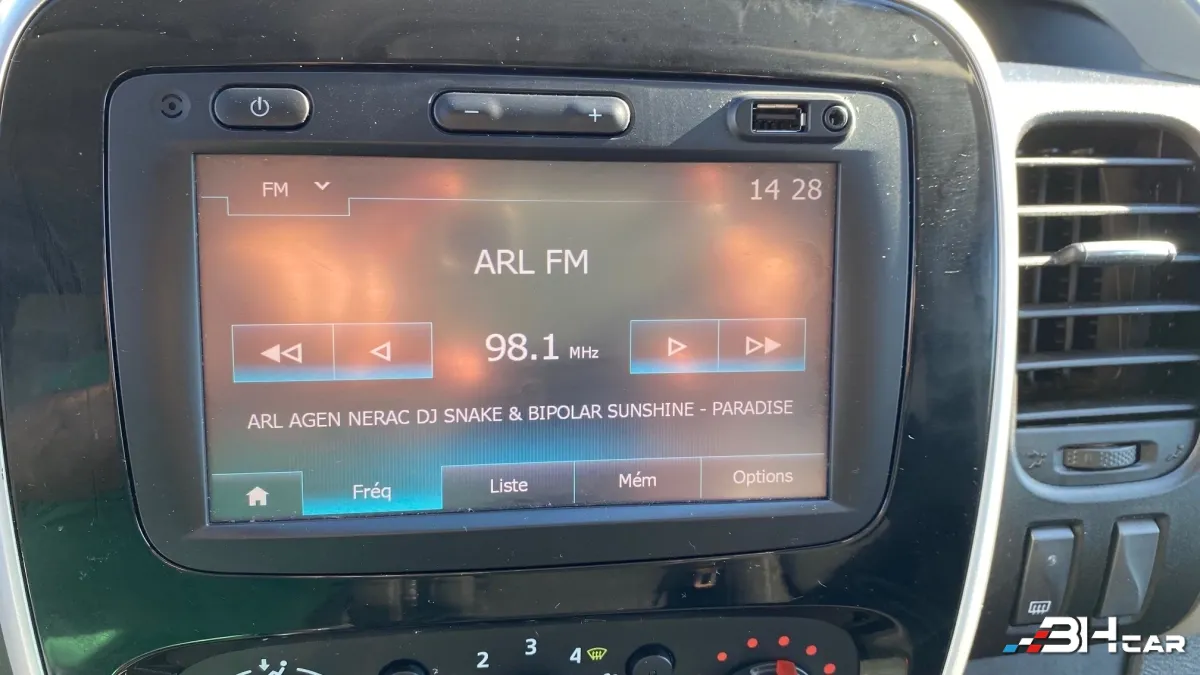 − +
FM 14 28
ARL FM
98.1 MHz
ARL AGEN NERAC DJ SNAKE & BIPOLAR SUNSHINE - PARADISE
Fréq Liste Mém Options
2 3 4
3HCAR